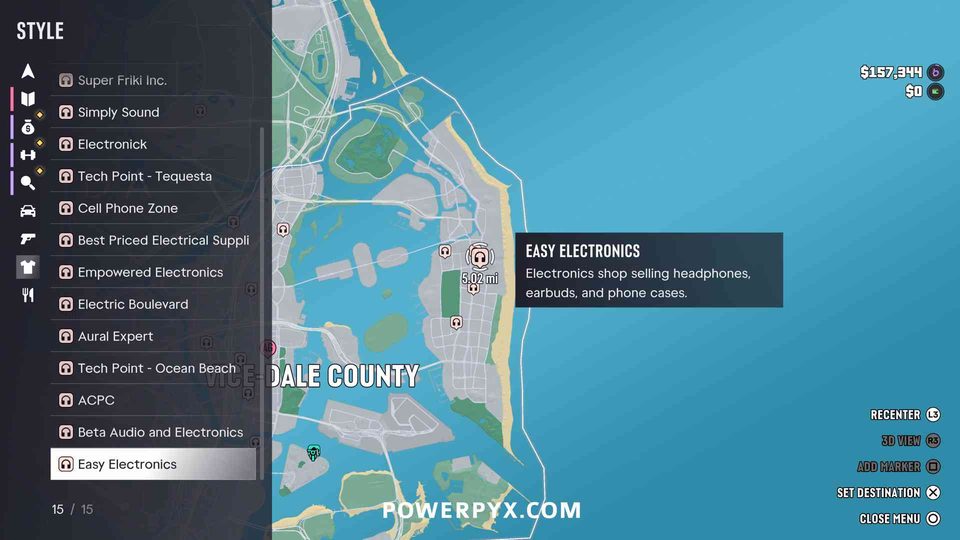 STYLE
Super Friki Inc.
Simply Sound
Electronick
Tech Point - Tequesta
Cell Phone Zone
Best Priced Electrical Suppli
Empowered Electronics
Electric Boulevard
Aural Expert
Tech Point - Ocean Beach
ACPC
Beta Audio and Electronics
Easy Electronics
15 / 15
$157,344
$0
5.02 mi
EASY ELECTRONICS
Electronics shop selling headphones,
earbuds, and phone cases.
VICE-DALE COUNTY
RECENTER L3
3D VIEW R3
ADD MARKER
SET DESTINATION
CLOSE MENU
POWERPYX.COM